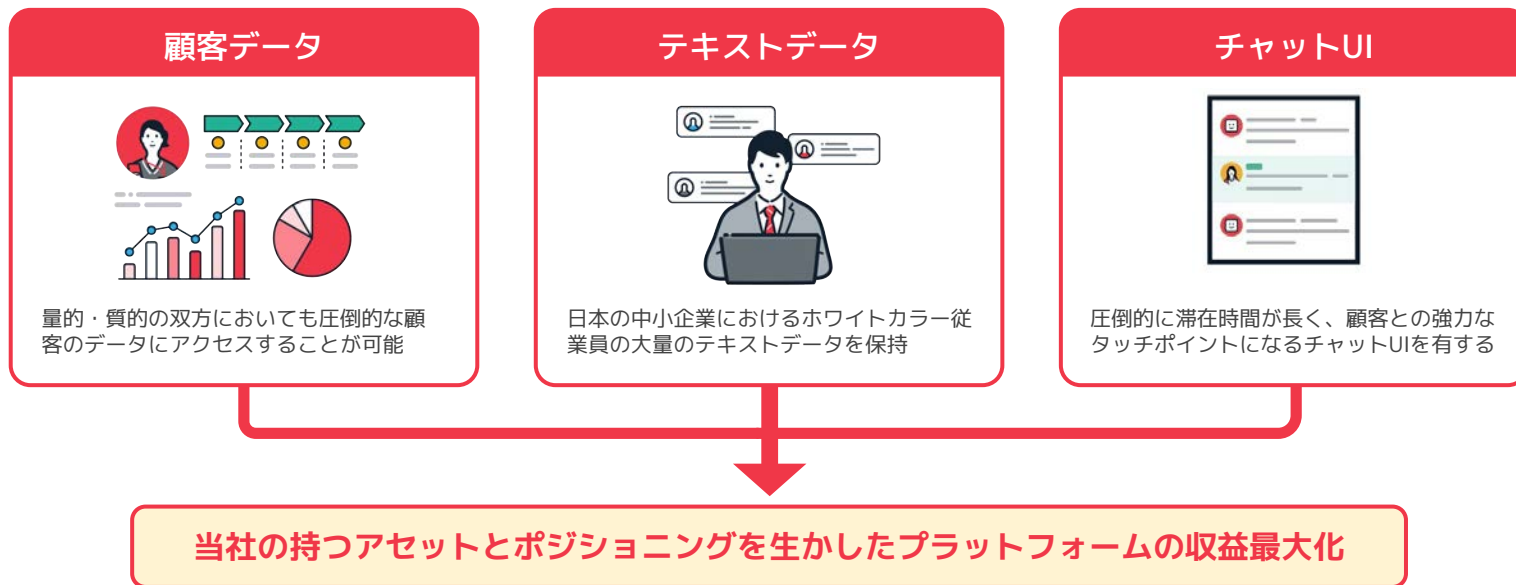 顧客データ
量的・質的の双方においても圧倒的な顧
客のデータにアクセスすることが可能
テキストデータ
日本の中小企業におけるホワイトカラー従
業員の大量のテキストデータを保持
チャットUI
圧倒的に滞在時間が長く、顧客との強力な
タッチポイントになるチャットUIを有する
当社の持つアセットとポジショニングを生かしたプラットフォームの収益最大化